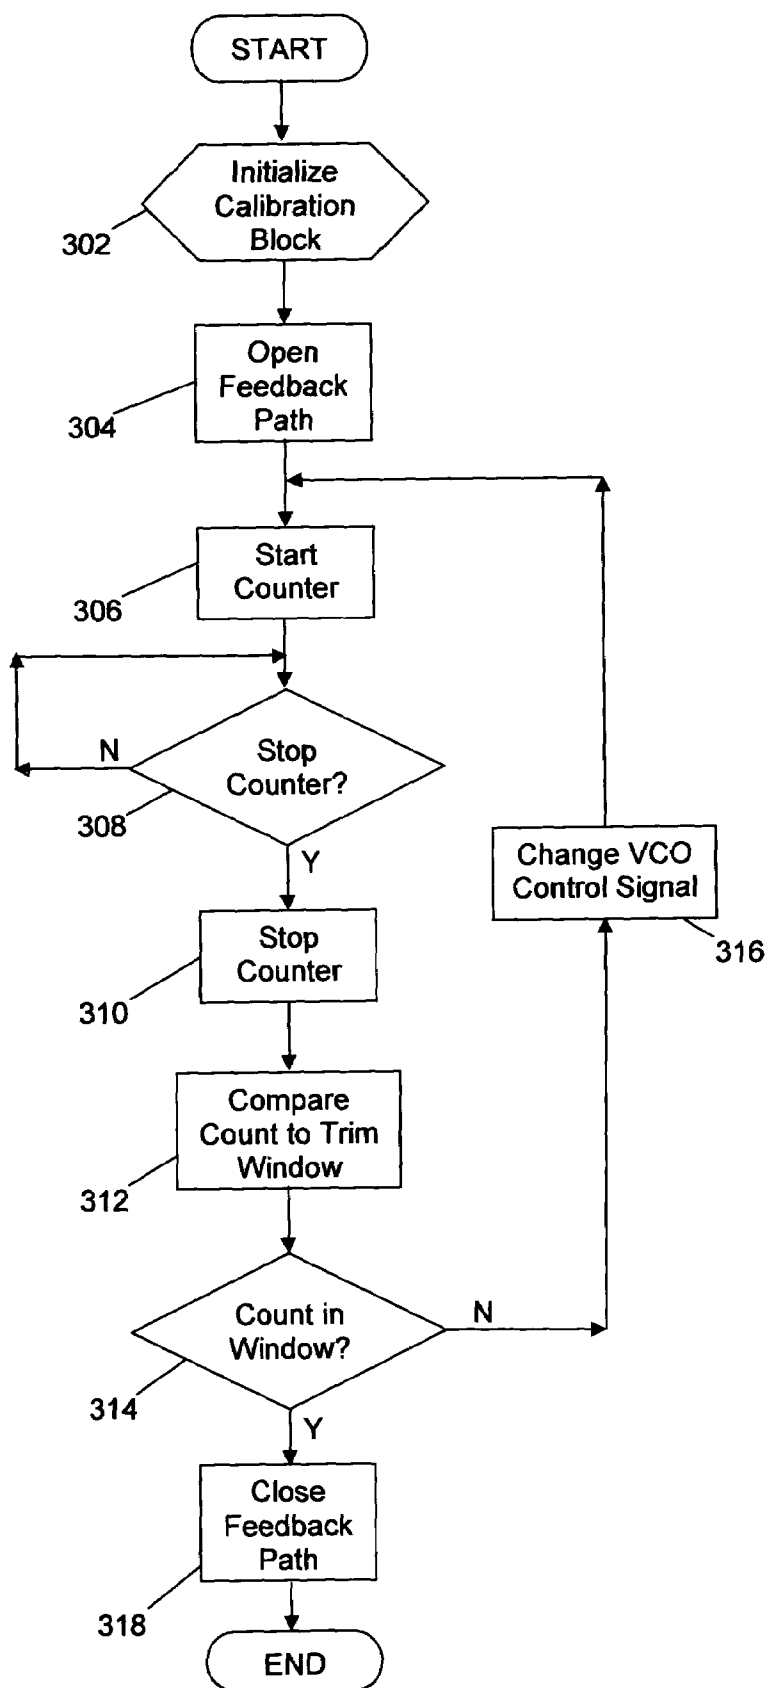 START
Initialize
Calibration
Block
302
Open
Feedback
Path
304
Start
Counter
306
N
Stop
Counter?
308
Y
Change VCO
Control Signal
316
Stop
Counter
310
Compare
Count to Trim
Window
312
Count in
Window?
N
314
Y
Close
Feedback
Path
318
END